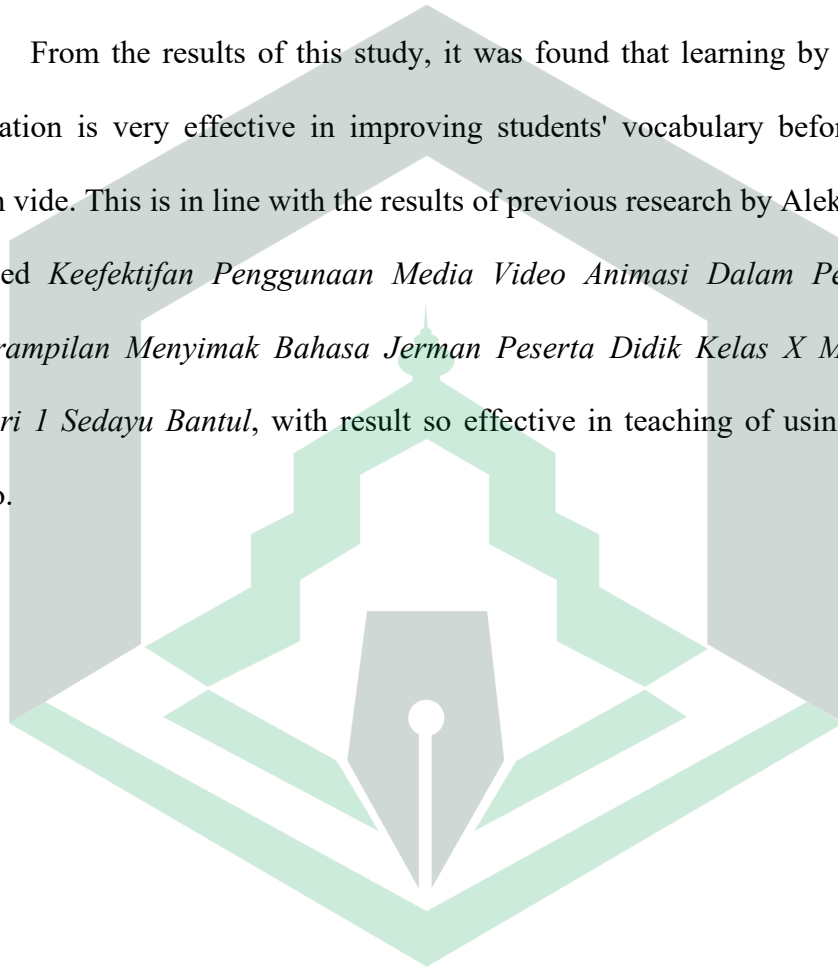 From the results of this study, it was found that learning by
ation is very effective in improving students' vocabulary befor
n vide. This is in line with the results of previous research by Alek
ed Keefektifan Penggunaan Media Video Animasi Dalam Pe
rampilan Menyimak Bahasa Jerman Peserta Didik Kelas X M
ri 1 Sedayu Bantul, with result so effective in teaching of using
o.